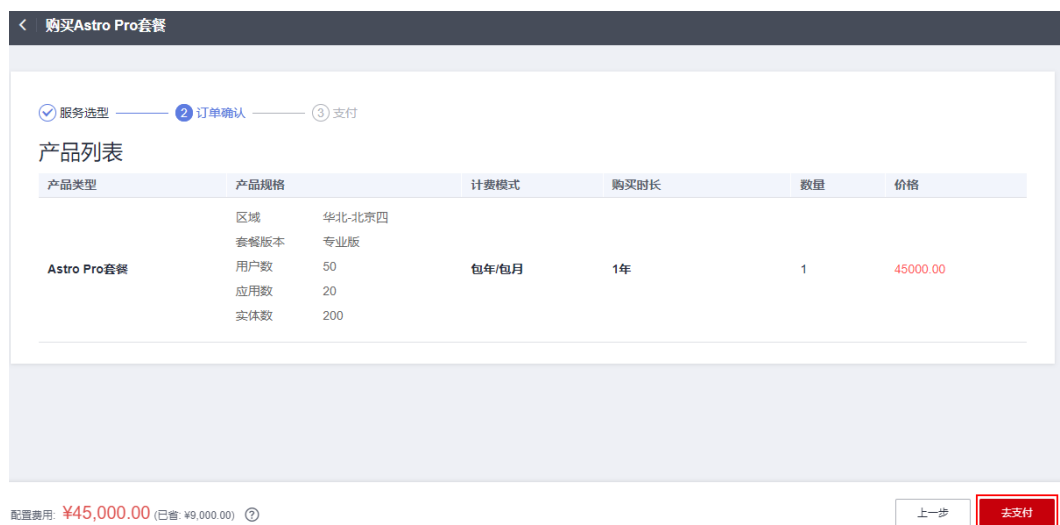 购买Astro Pro套餐
服务选型 2 订单确认 3 支付
产品列表
产品类型 产品规格 计费模式 购买时长 数量 价格
区域 华北-北京四
套餐版本 专业版
Astro Pro套餐 用户数 50 包年/包月 1年 1 45000.00
应用数 20
实体数 200
配置费用: ¥45,000.00 (已省: ¥9,000.00) ? 上一步 去支付